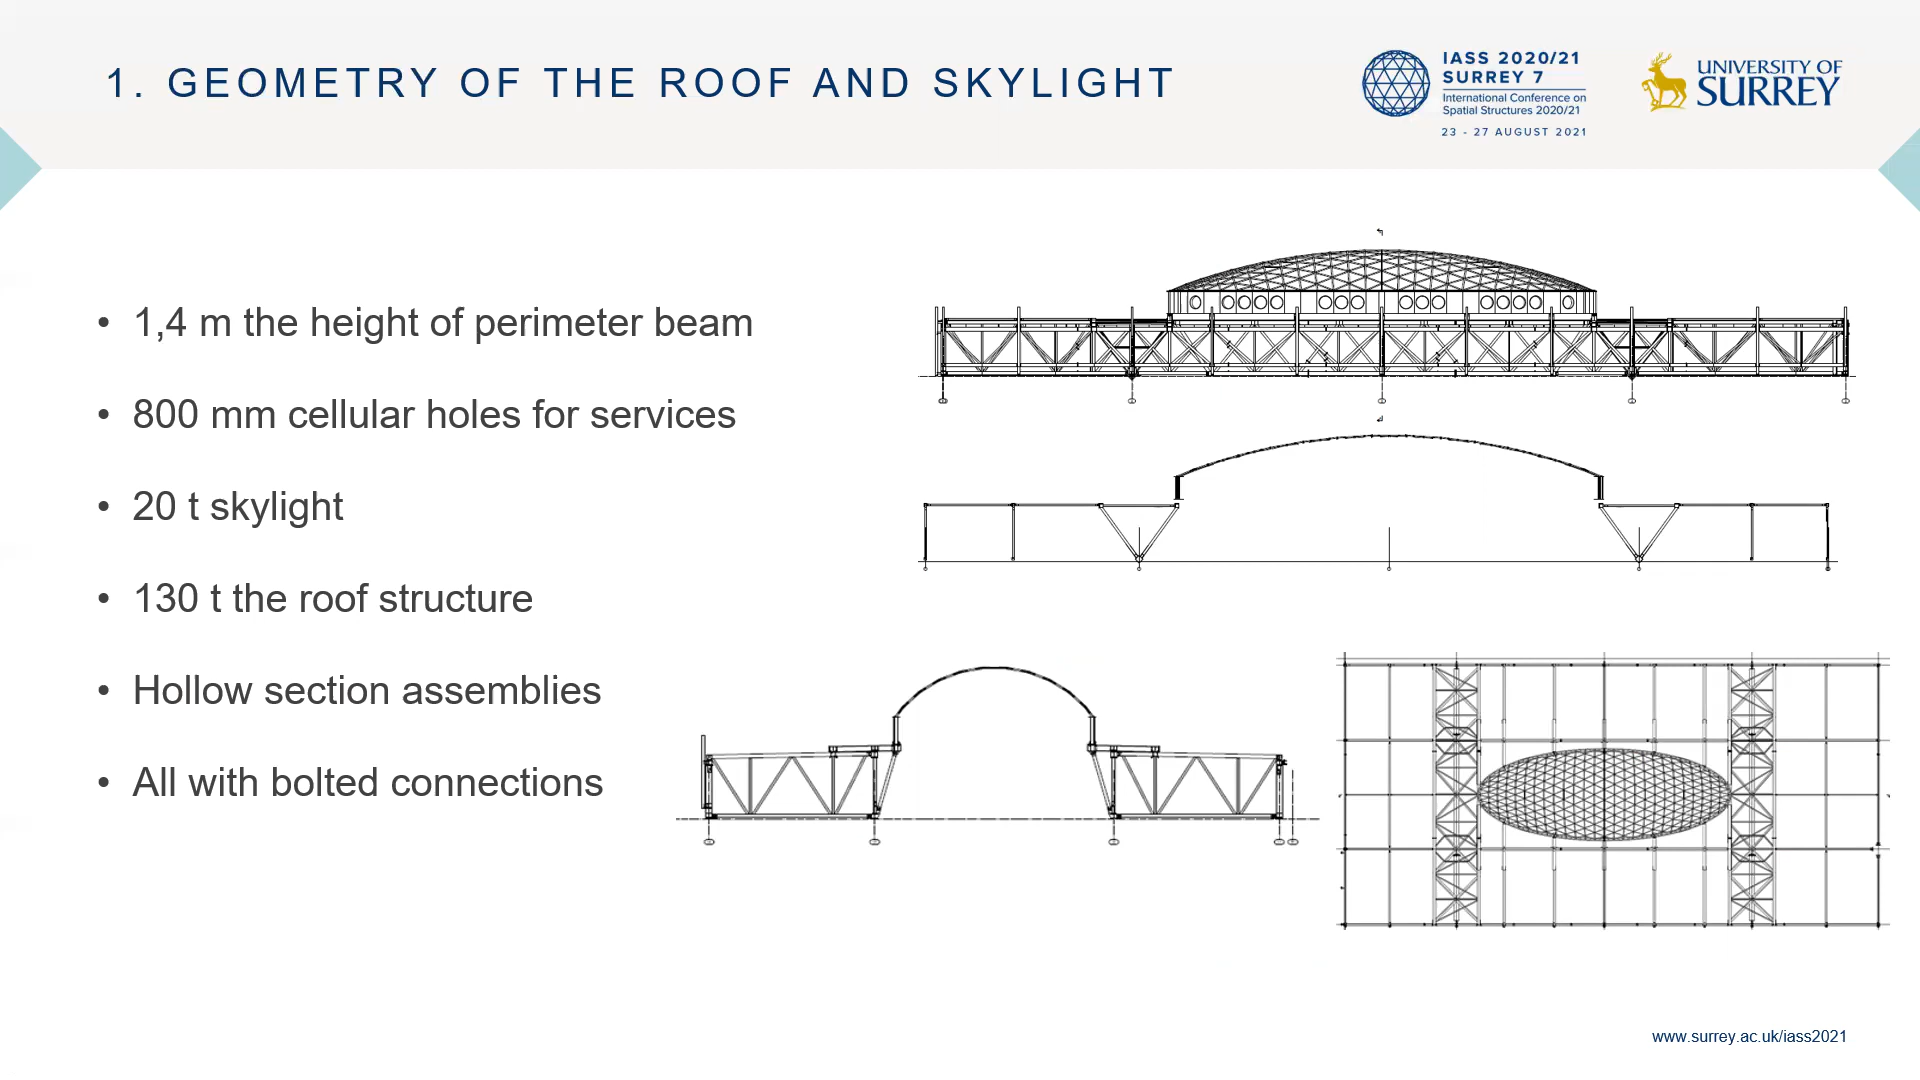 1. GEOMETRY OF THE ROOF AND SKYLIGHT
IASS 2020/21
SURREY 7
International Conference on
Spatial Structures 2020/21
23 - 27 AUGUST 2021
UNIVERSITY OF
SURREY
• 1,4 m the height of perimeter beam
• 800 mm cellular holes for services
• 20 t skylight
• 130 t the roof structure
• Hollow section assemblies
• All with bolted connections
www.surrey.ac.uk/iass2021